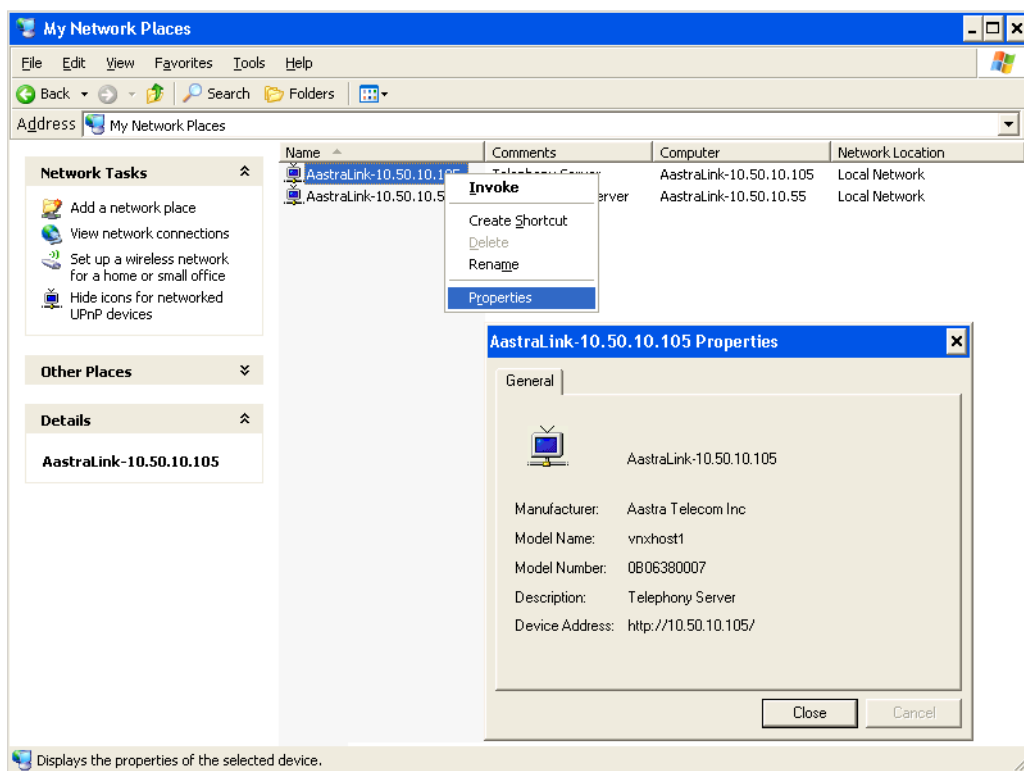 My Network Places
File Edit View Favorites Tools Help
Back Search Folders
Address My Network Places
Name Comments Computer Network Location
Network Tasks
Add a network place
View network connections
Set up a wireless network
for a home or small office
Hide icons for networked
UPnP devices
Other Places
Details
AastraLink-10.50.10.105
AastraLink-10.50.10.105 Telephony Server AastraLink-10.50.10.105 Local Network
AastraLink-10.50.10.5 erver AastraLink-10.50.10.55 Local Network
Invoke
Create Shortcut
Delete
Rename
Properties
AastraLink-10.50.10.105 Properties
General
AastraLink-10.50.10.105
Manufacturer: Aastra Telecom Inc
Model Name: vnxhost1
Model Number: 0B06380007
Description: Telephony Server
Device Address: http://10.50.10.105/
Close Cancel
Displays the properties of the selected device.